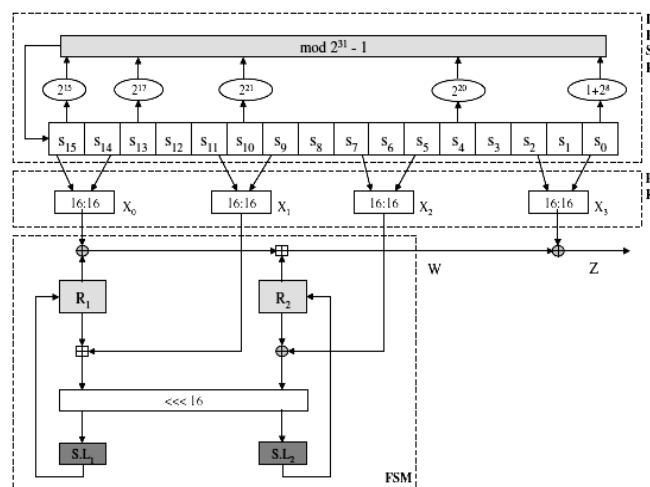 mod 2³¹ - 1
2¹⁵ 2¹⁷ 2²¹ 2²⁰ 1+2⁸
S₁₅ S₁₄ S₁₃ S₁₂ S₁₁ S₁₀ S₉ S₈ S₇ S₆ S₅ S₄ S₃ S₂ S₁ S₀
16:16 X₀ 16:16 X₁ 16:16 X₂ 16:16 X₃
W Z
R₁ R₂
<<< 16
S.L₁ S.L₂
FSM